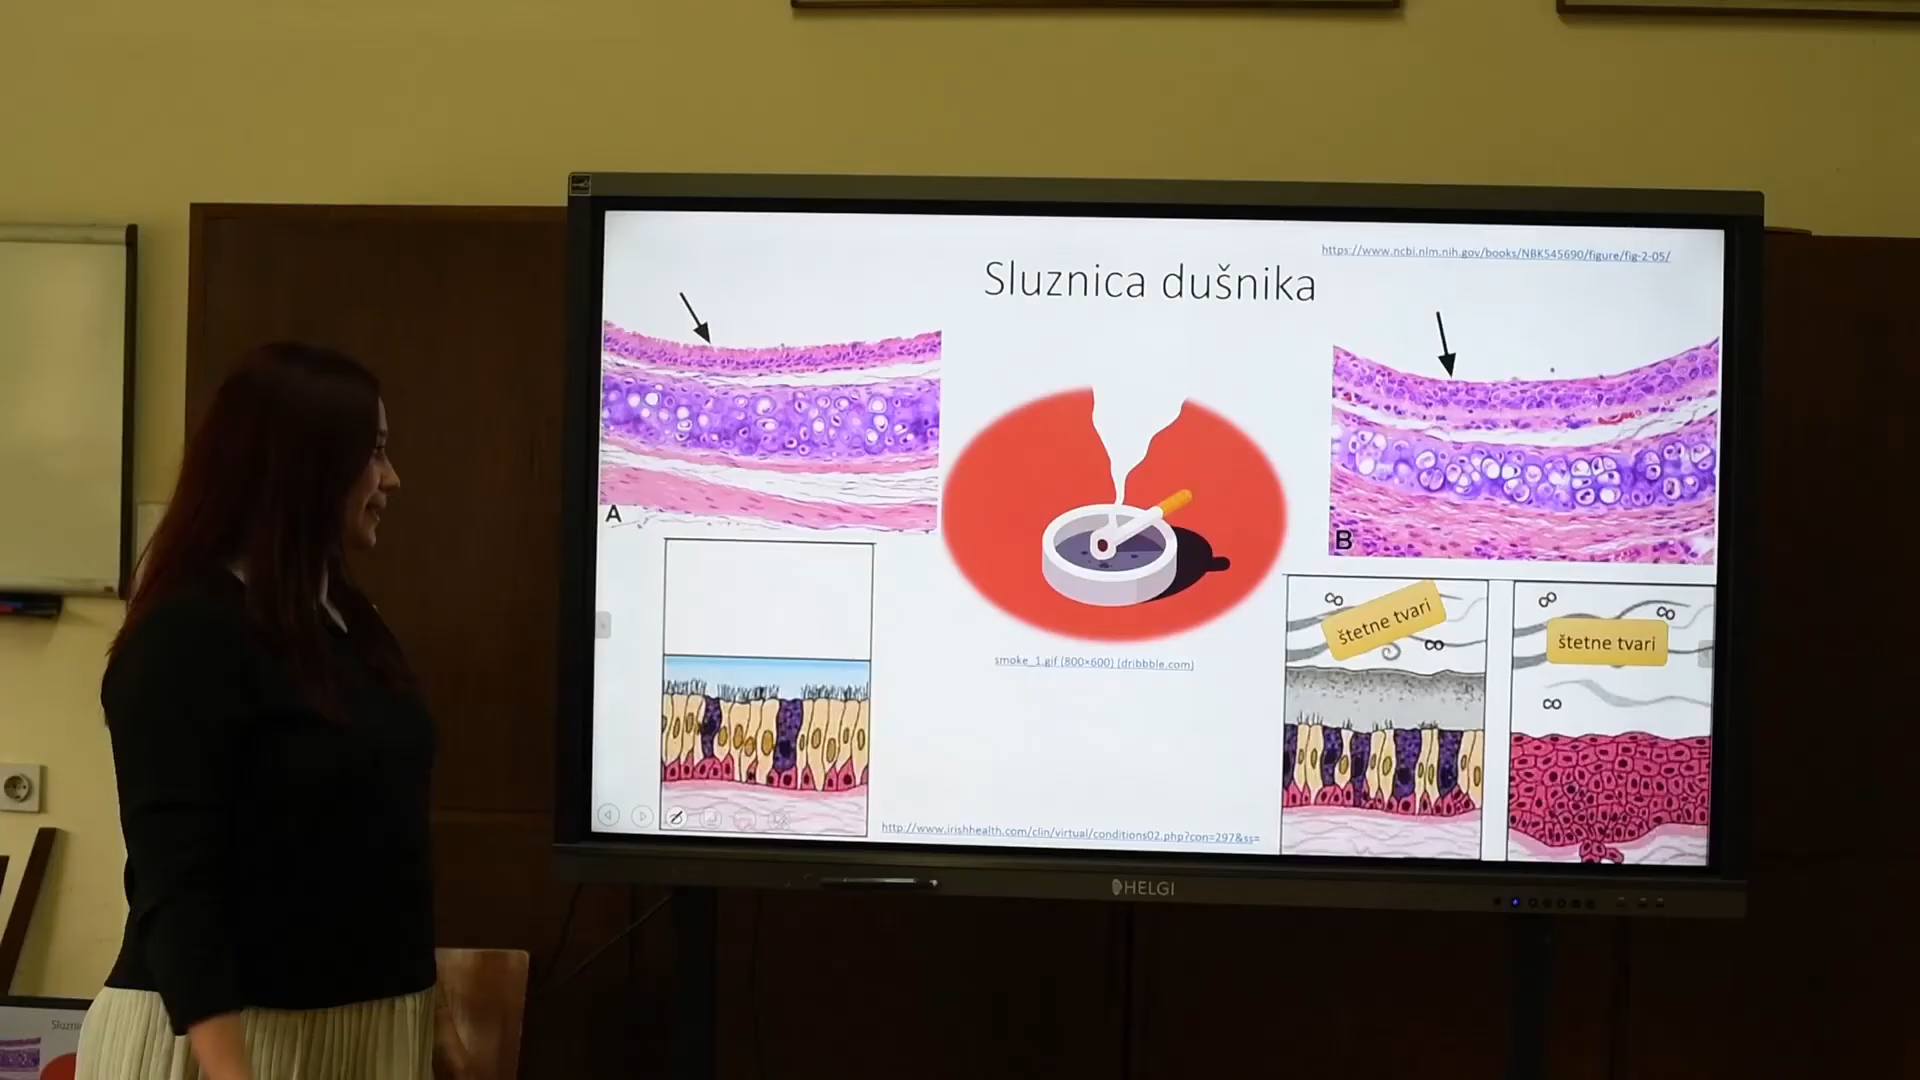 https://www.ncbi.nlm.nih.gov/books/NBK545690/figure/fig-2-05/
Sluznica dušnika
A
B
štetne tvari
štetne tvari
smoke_1.gif (800×600) (dribbble.com)
http://www.irishhealth.com/clin/virtual/conditions02.php?con=297&ss=
HELGI